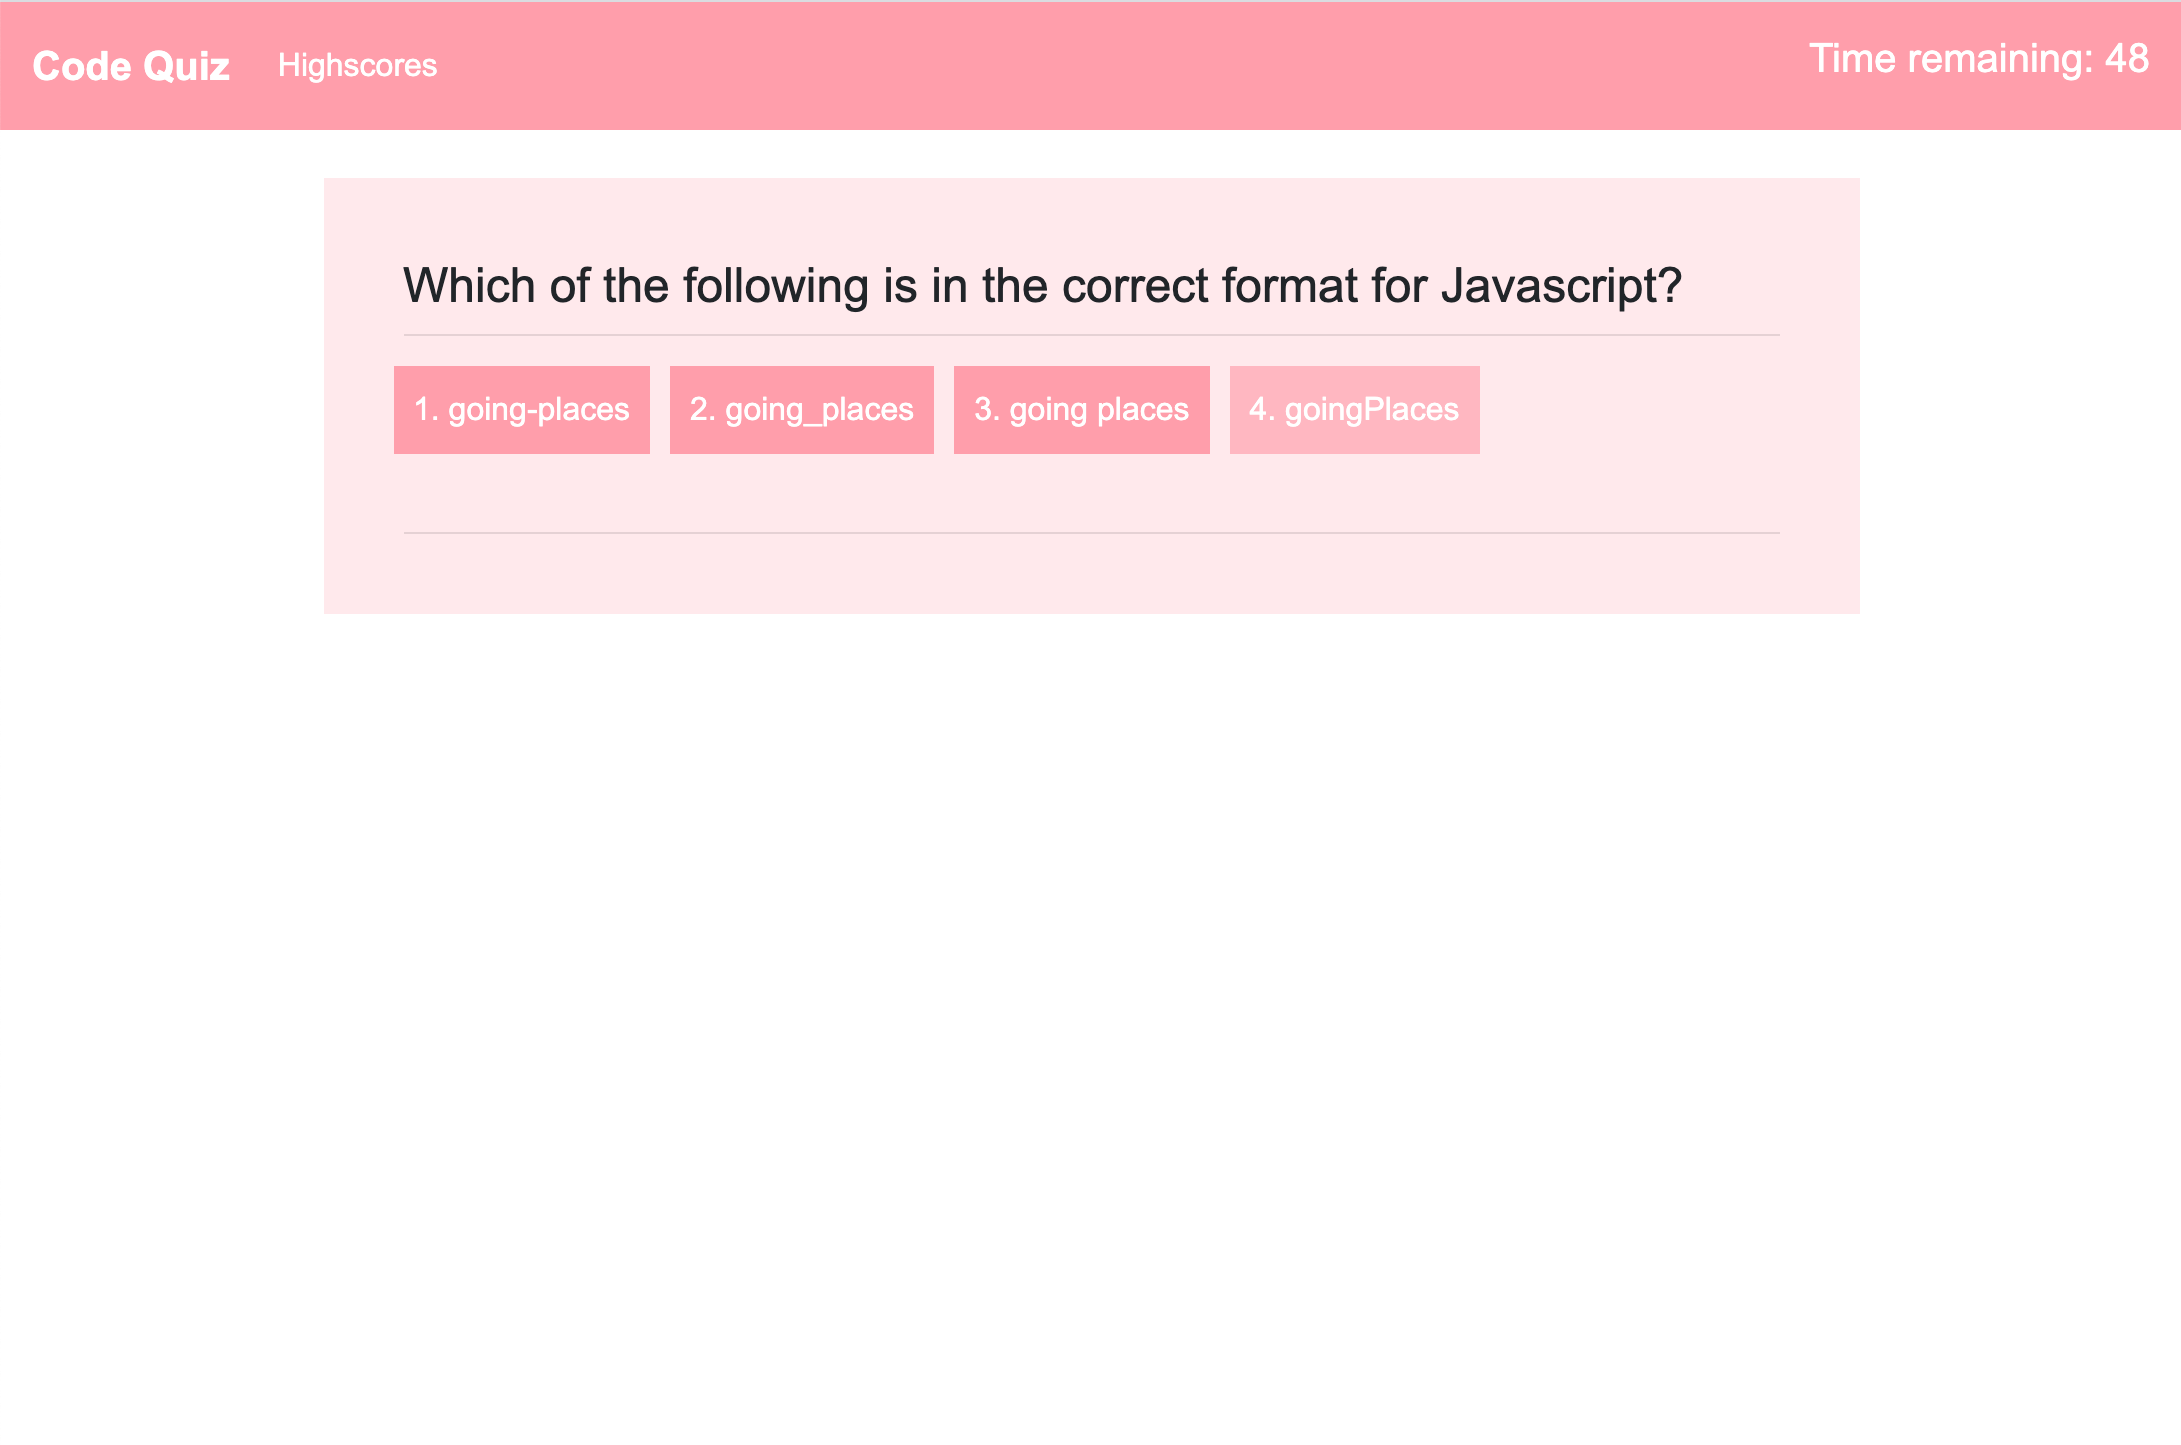 Code Quiz Highscores Time remaining: 48
Which of the following is in the correct format for Javascript?
1. going-places 2. going_places 3. going places 4. goingPlaces